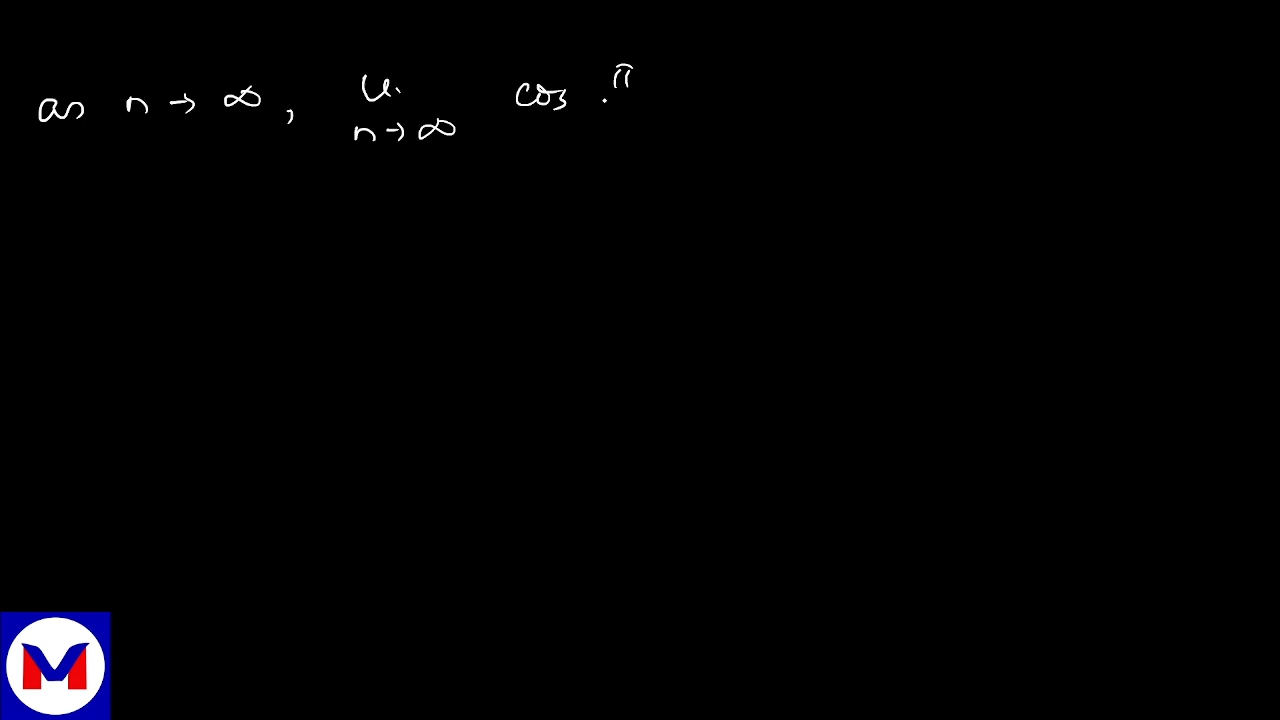 as n → ∞, Lt. cos . π
n → ∞